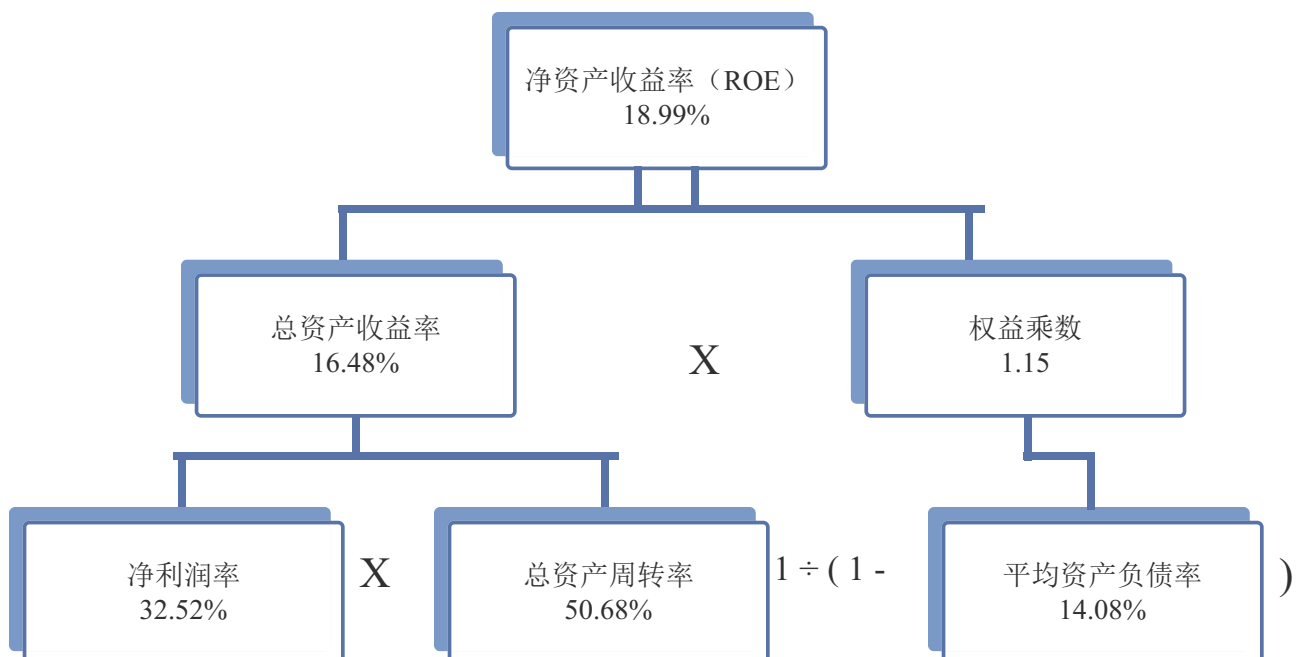 净资产收益率（ROE）
18.99%
总资产收益率
16.48%
X
权益乘数
1.15
净利润率
32.52%
X
总资产周转率
50.68%
1 ÷ ( 1 -
平均资产负债率
14.08%
)